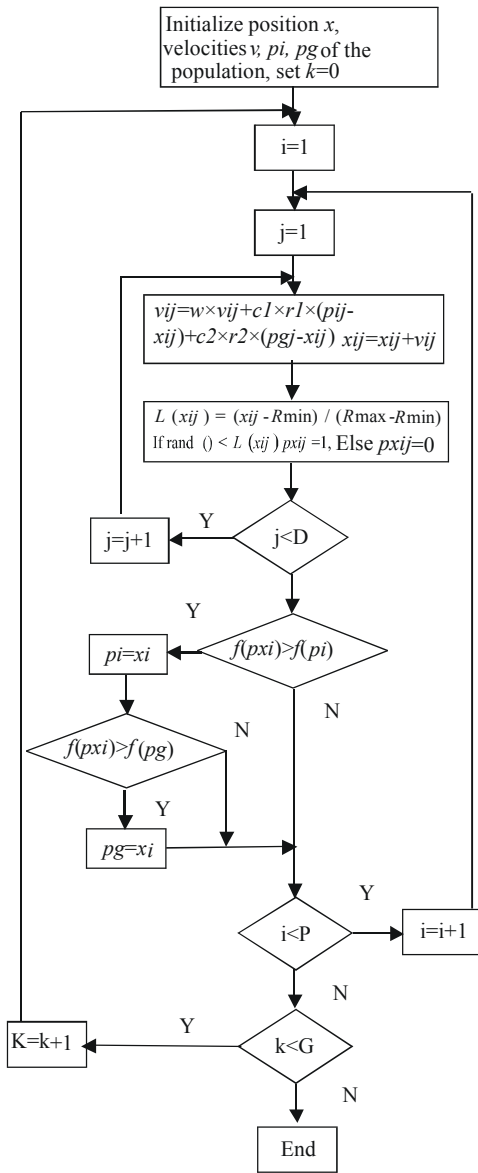 Initialize position x,
velocities v, pi, pg of the
population, set k=0
i=1
j=1
vij=w×vij+c1×r1×(pij-
xij)+c2×r2×(pgj-xij) xij=xij+vij
L (xij) = (xij -Rmin) / (Rmax-Rmin)
If rand () < L (xij) pxij =1, Else pxij=0
j<D
Y
j=j+1
f(pxi)>f(pi)
Y
N
pi=xi
f(pxi)>f(pg)
N
Y
pg=xi
i<P
Y
i=i+1
N
k<G
Y
K=k+1
N
End